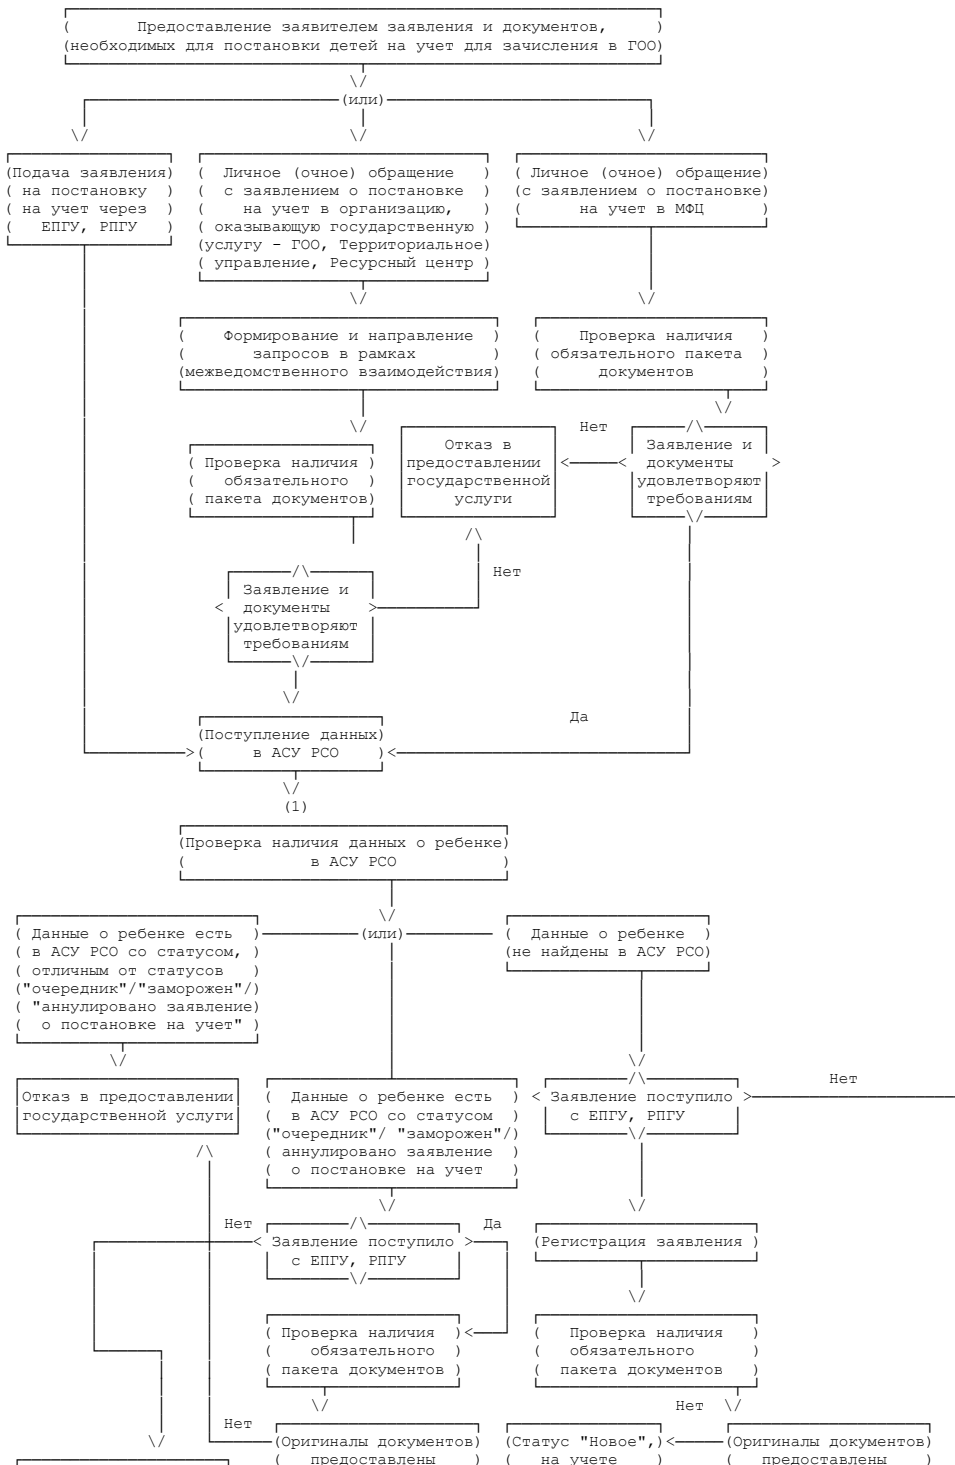 Предоставление заявителем заявления и документов,
(необходимых для постановки детей на учет для зачисления в ГОО)
(или)
(Подача заявления)
( на постановку )
( на учет через )
( ЕПГУ, РПГУ )
( Личное (очное) обращение )
( с заявлением о постановке )
( на учет в организацию, )
( оказывающую государственную )
(услугу - ГОО, Территориальное)
( управление, Ресурсный центр )
( Личное (очное) обращение)
(с заявлением о постановке)
( на учет в МФЦ )
( Формирование и направление )
( запросов в рамках )
(межведомственного взаимодействия)
( Проверка наличия )
( обязательного пакета )
( документов )
( Проверка наличия )
( обязательного )
( пакета документов)
Отказ в
предоставлении
государственной
услуги
Нет
Заявление и
документы
удовлетворяют
требованиям
Нет
Заявление и
документы
удовлетворяют
требованиям
Да
(Поступление данных)
( в АСУ РСО )
(1)
(Проверка наличия данных о ребенке)
( в АСУ РСО )
( Данные о ребенке есть )
( в АСУ РСО со статусом, )
( отличным от статусов )
("очередник"/"заморожен"/)
( "аннулировано заявление)
( о постановке на учет" )
(или)
( Данные о ребенке )
(не найдены в АСУ РСО)
Отказ в предоставлении
государственной услуги
( Данные о ребенке есть )
( в АСУ РСО со статусом )
("очередник"/ "заморожен"/)
( аннулировано заявление )
( о постановке на учет )
Заявление поступило
с ЕПГУ, РПГУ
Нет
Нет
Заявление поступило
с ЕПГУ, РПГУ
Да
(Регистрация заявления )
( Проверка наличия )
( обязательного )
( пакета документов )
( Проверка наличия )
( обязательного )
( пакета документов )
Нет
Нет
(Оригиналы документов)
( предоставлены )
(Статус "Новое",)
( на учете )
(Оригиналы документов)
( предоставлены )